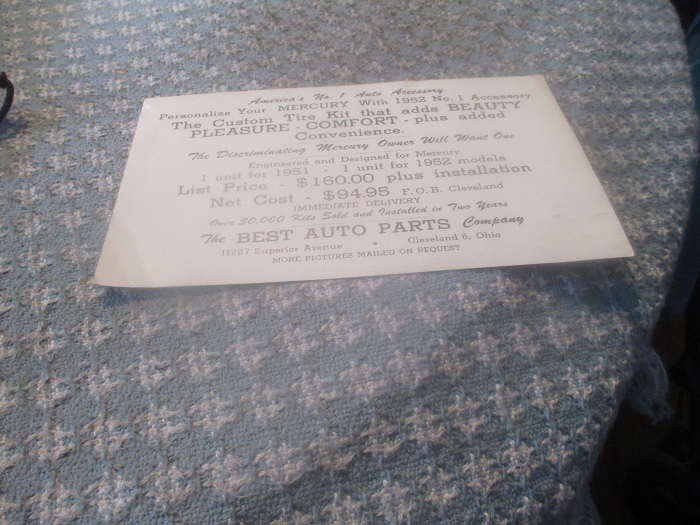 America's No. 1 Auto Accessory
Personalize Your MERCURY With 1952 No. 1 Accessory
The Custom Tire Kit that adds BEAUTY
PLEASURE - COMFORT - plus added
Convenience.
The Discriminating Mercury Owner Will Want One
Engineered and Designed for Mercury
1 unit for 1951 - 1 unit for 1952 models
List Price - $160.00 plus installation
Net Cost - $94.95 F.O.B. Cleveland
IMMEDIATE DELIVERY
Over 30,000 Kits Sold and Installed in Two Years
The BEST AUTO PARTS Company
11227 Superior Avenue • Cleveland 6, Ohio
MORE PICTURES MAILED ON REQUEST